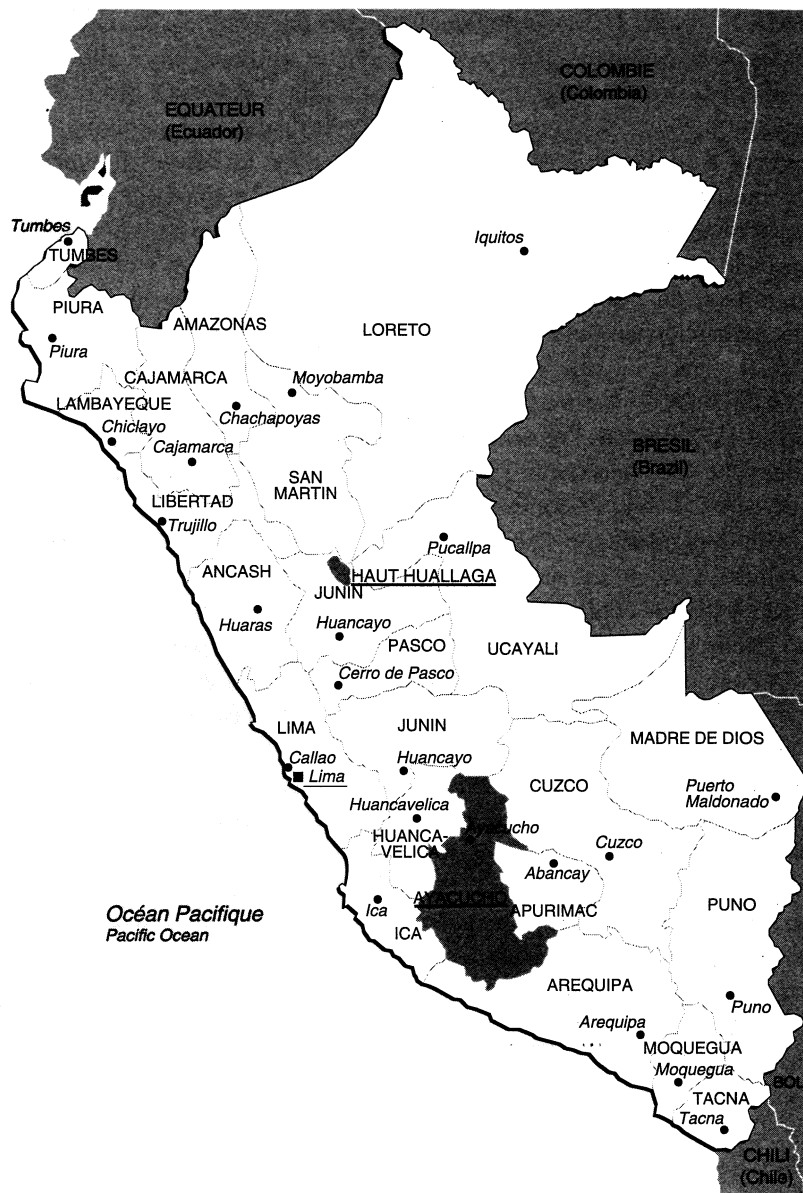 COLOMBIE
(Colombia)
EQUATEUR
(Ecuador)
Tumbes
TUMBES
Iquitos
PIURA
Piura
AMAZONAS
LORETO
CAJAMARCA
Moyobamba
LAMBAYEQUE
Chachapoyas
Chiclayo
Cajamarca
BRESIL
(Brazil)
SAN
MARTIN
LIBERTAD
Trujillo
Pucallpa
ANCASH
HAUT HUALLAGA
JUNIN
Huaras
Huancayo
PASCO
UCAYALI
Cerro de Pasco
LIMA
JUNIN
MADRE DE DIOS
Callao
Lima
Huancayo
CUZCO
Puerto
Maldonado
Huancavelica
Ayacucho
HUANCA-
VELICA
Cuzco
Abancay
AYACUCHO
Ica
APURIMAC
PUNO
Océan Pacifique
Pacific Ocean
ICA
AREQUIPA
Puno
Arequipa
MOQUEGUA
Moquegua
BOL
TACNA
Tacna
CHILI
(Chile)